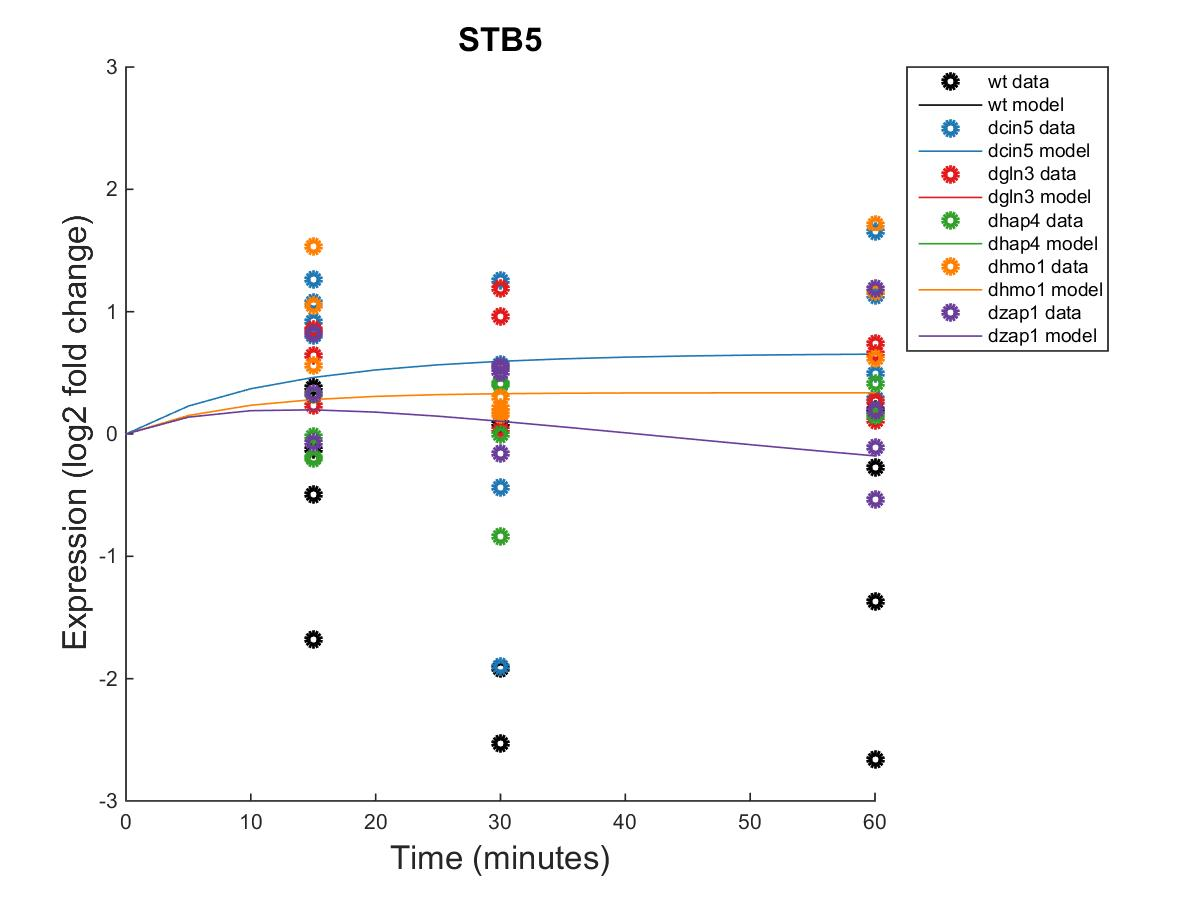 STB5
Expression (log2 fold change)
3
2
1
0
-1
-2
-3
0 10 20 30 40 50 60
Time (minutes)
wt data
wt model
dcin5 data
dcin5 model
dgln3 data
dgln3 model
dhap4 data
dhap4 model
dhmo1 data
dhmo1 model
dzap1 data
dzap1 model